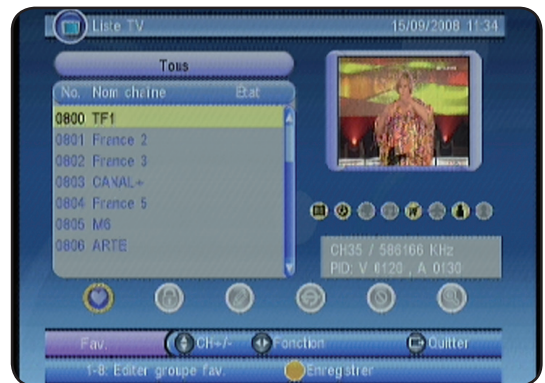 Liste TV
15/09/2008 11:34
Tous
No. Nom chaine Etat
0800 TF1
0801 France 2
0802 France 3
0803 CANAL+
0804 France 5
0805 M6
0806 ARTE
CH35 / 586166 KHz
PID: V 0120 , A 0130
Fav. CH+/- Fonction Quitter
1-8: Editer groupe fav. Enregistrer